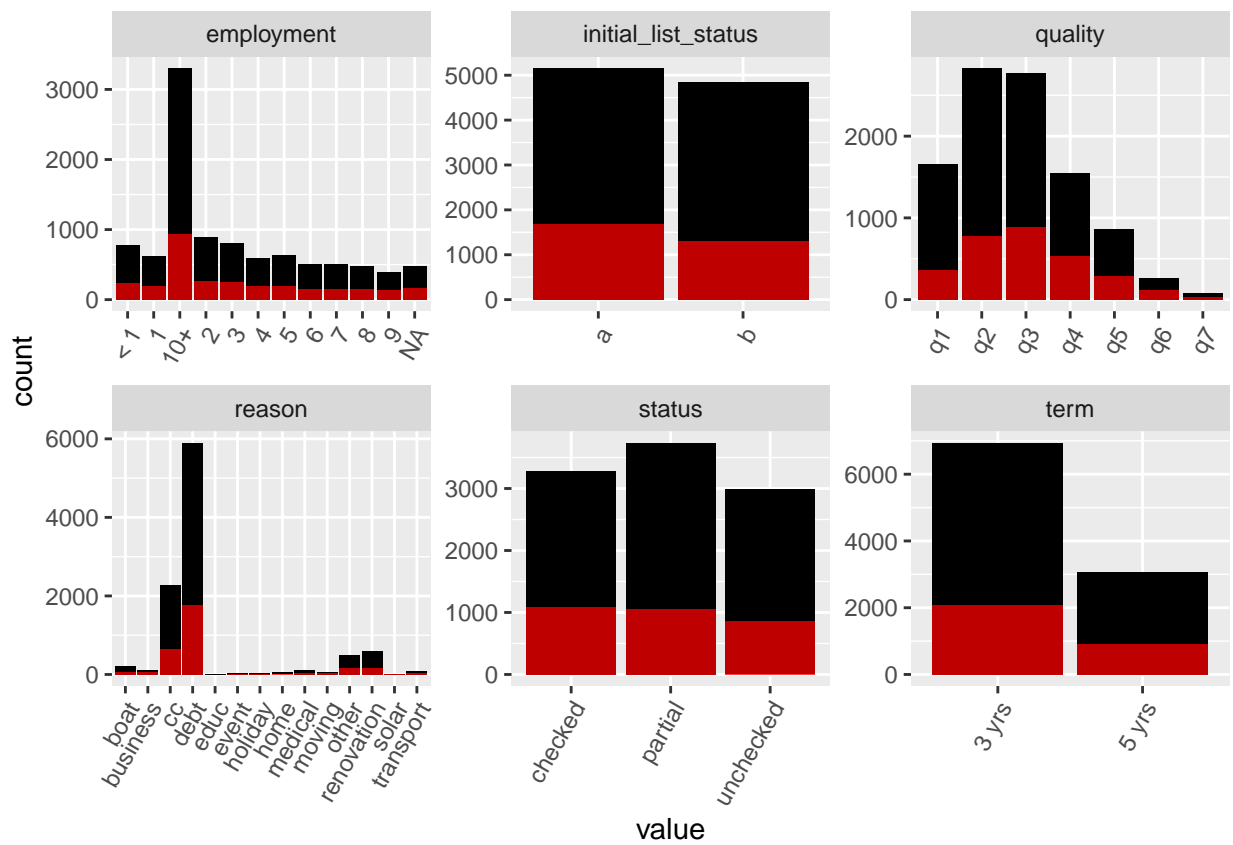 employment
initial_list_status
quality
3000
2000
1000
0
< 1
1
10+
2
3
4
5
6
7
8
9
NA
5000
4000
3000
2000
1000
0
a
b
2000
1000
0
q1
q2
q3
q4
q5
q6
q7
count
reason
status
term
6000
4000
2000
0
boat
business
cc
debt
educ
event
holiday
home
medical
moving
other
renovation
solar
transport
3000
2000
1000
0
checked
partial
unchecked
6000
4000
2000
0
3 yrs
5 yrs
value